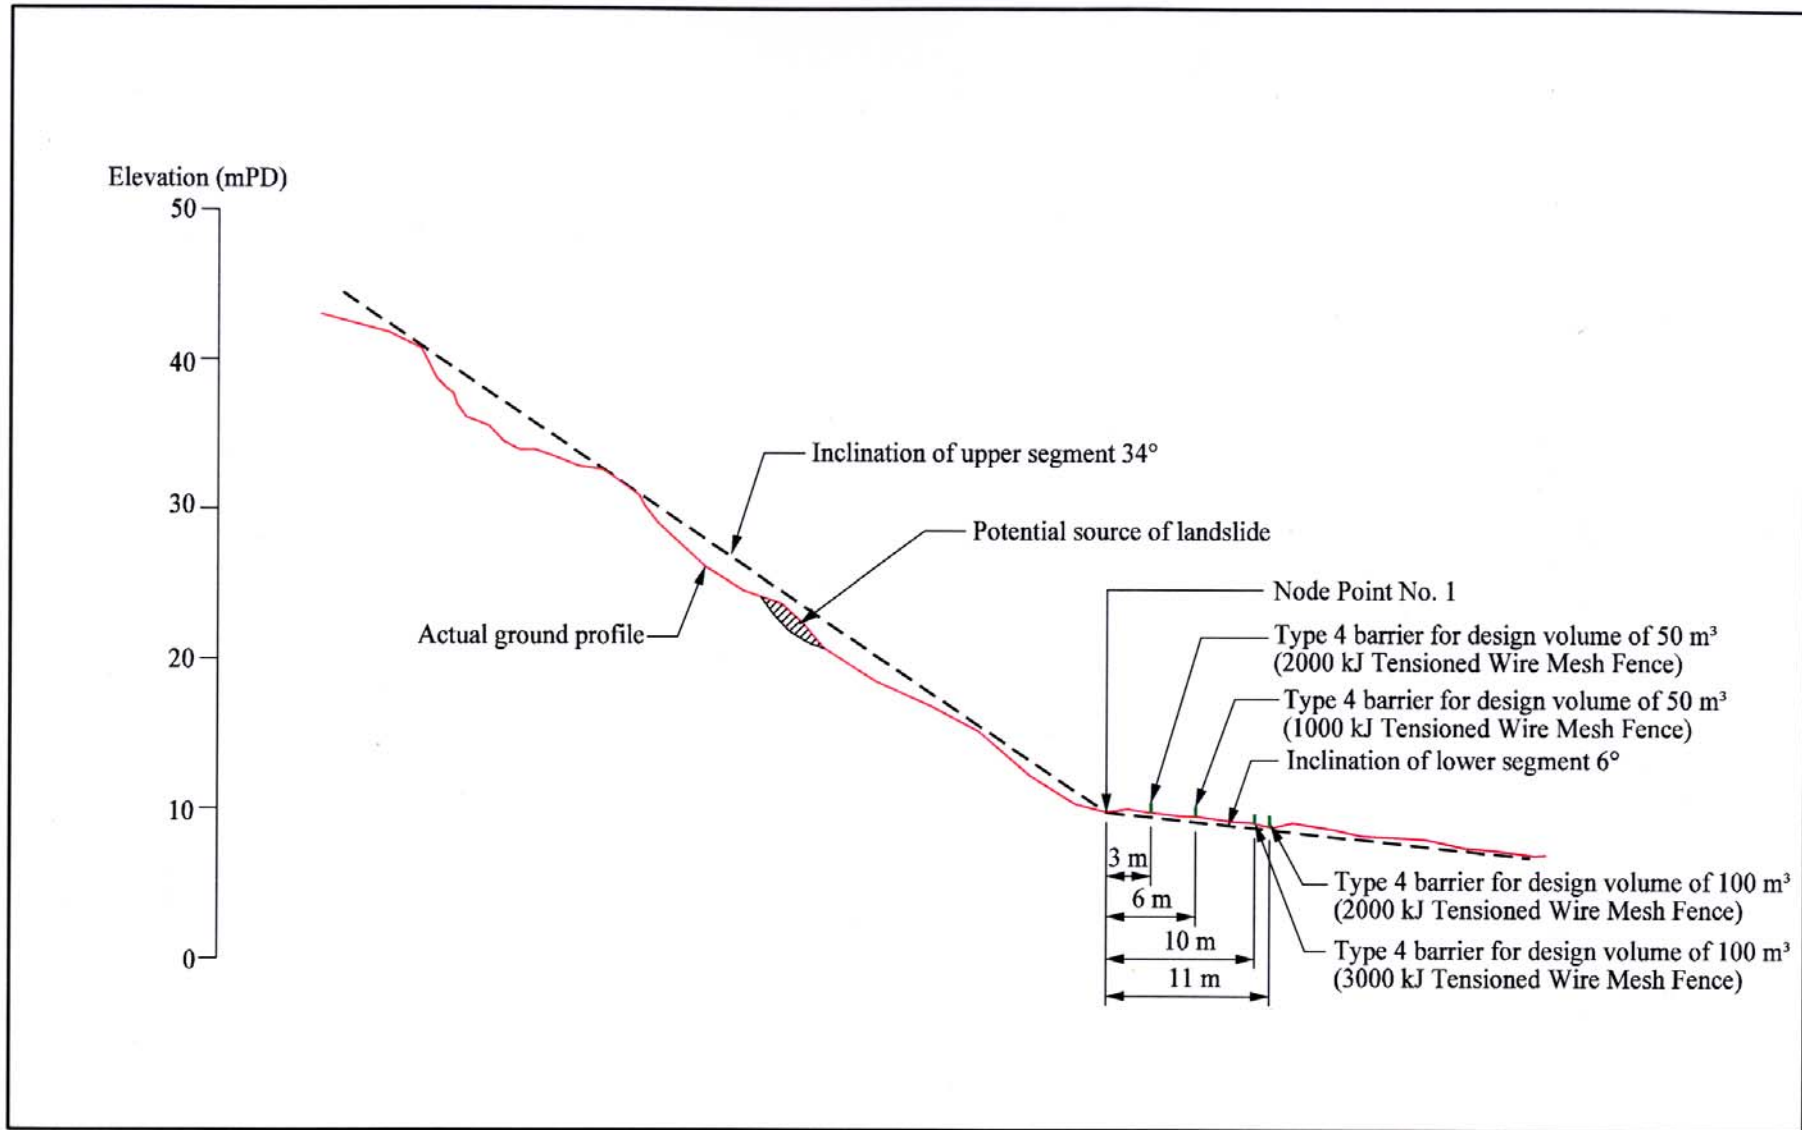 Elevation (mPD)
50
40
30
20
10
0
Inclination of upper segment 34°
Potential source of landslide
Actual ground profile
Node Point No. 1
Type 4 barrier for design volume of 50 m³
(2000 kJ Tensioned Wire Mesh Fence)
Type 4 barrier for design volume of 50 m³
(1000 kJ Tensioned Wire Mesh Fence)
Inclination of lower segment 6°
3 m
6 m
10 m
11 m
Type 4 barrier for design volume of 100 m³
(2000 kJ Tensioned Wire Mesh Fence)
Type 4 barrier for design volume of 100 m³
(3000 kJ Tensioned Wire Mesh Fence)